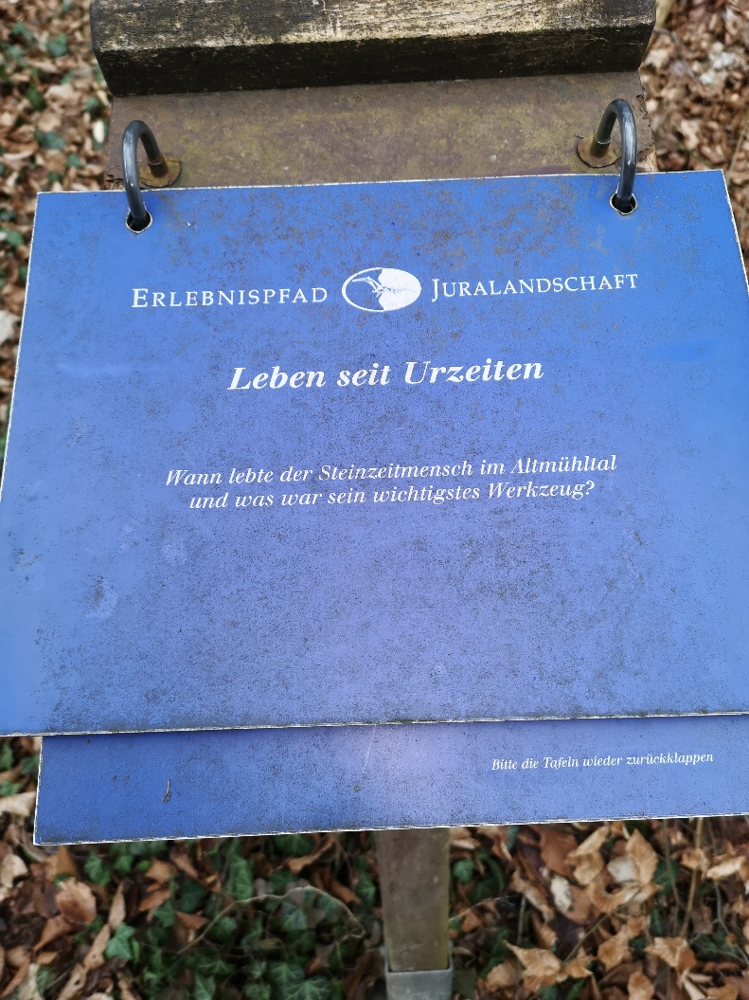 ERLEBNISPFAD JURALANDSCHAFT
Leben seit Urzeiten
Wann lebte der Steinzeitmensch im Altmühltal
und was war sein wichtigstes Werkzeug?
Bitte die Tafeln wieder zurückklappen